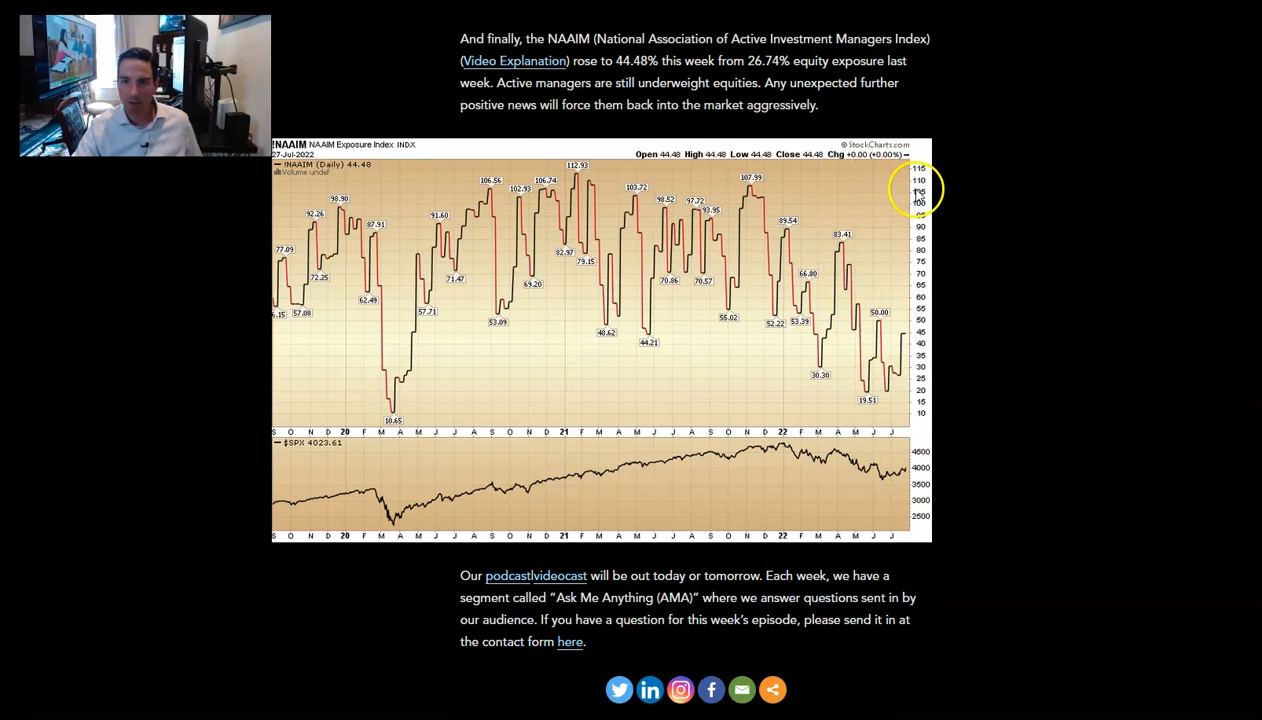 And finally, the NAAIM (National Association of Active Investment Managers Index)
(Video Explanation) rose to 44.48% this week from 26.74% equity exposure last
week. Active managers are still underweight equities. Any unexpected further
positive news will force them back into the market aggressively.
!NAAIM NAAIM Exposure Index INDX
© StockCharts.com
27-Jul-2022
Open 44.48 High 44.48 Low 44.48 Close 44.48 Chg +0.00 (+0.00%)
!NAAIM (Daily) 44.48
Volume undef
77.09 92.26 98.90 87.91 91.60 106.56 102.93 106.74 112.93 103.72 98.52 97.72 93.95 107.99 89.54 66.80 83.41 50.00
6.15 57.08 72.25 62.49 10.65 57.71 71.47 53.09 69.20 82.97 79.15 48.62 44.21 70.86 70.57 55.02 52.22 53.39 30.30 19.51
115
110
105
100
95
90
85
80
75
70
65
60
55
50
45
40
35
30
25
20
15
10
S O N D 20 F M A M J J A S O N D 21 F M A M J J A S O N D 22 F M A M J J
$SPX 4023.61
4500
4000
3500
3000
2500
S O N D 20 F M A M J J A S O N D 21 F M A M J J A S O N D 22 F M A M J J
Our podcast|videocast will be out today or tomorrow. Each week, we have a
segment called “Ask Me Anything (AMA)” where we answer questions sent in by
our audience. If you have a question for this week’s episode, please send it in at
the contact form here.